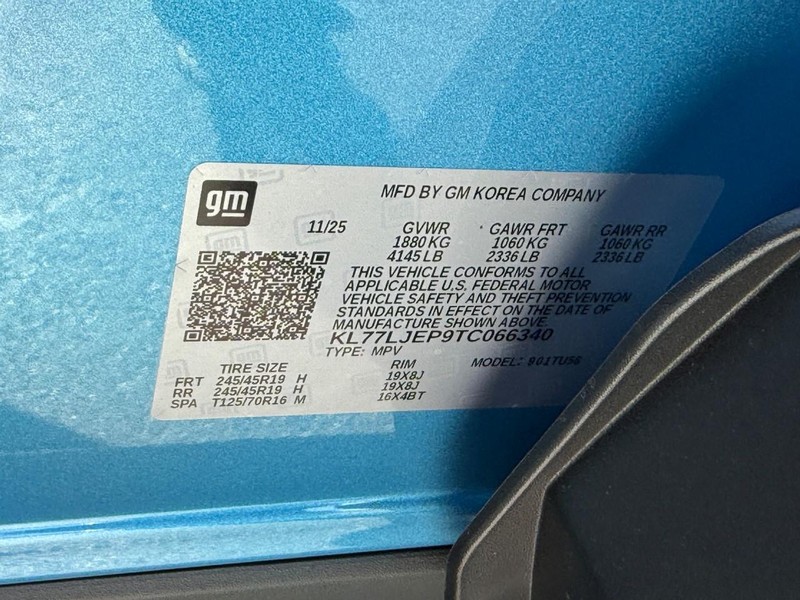 gm
MFD BY GM KOREA COMPANY
11/25 GVWR GAWR FRT GAWR RR
1880 KG 1060 KG 1060 KG
4145 LB 2336 LB 2336 LB
THIS VEHICLE CONFORMS TO ALL
APPLICABLE U.S. FEDERAL MOTOR
VEHICLE SAFETY AND THEFT PREVENTION
STANDARDS IN EFFECT ON THE DATE OF
MANUFACTURE SHOWN ABOVE.
KL77LJEP9TC066340
TYPE: MPV MODEL: 901TU56
TIRE SIZE RIM
FRT 245/45R19 H 19X8J
RR 245/45R19 H 19X8J
SPA T125/70R16 M 16X4BT